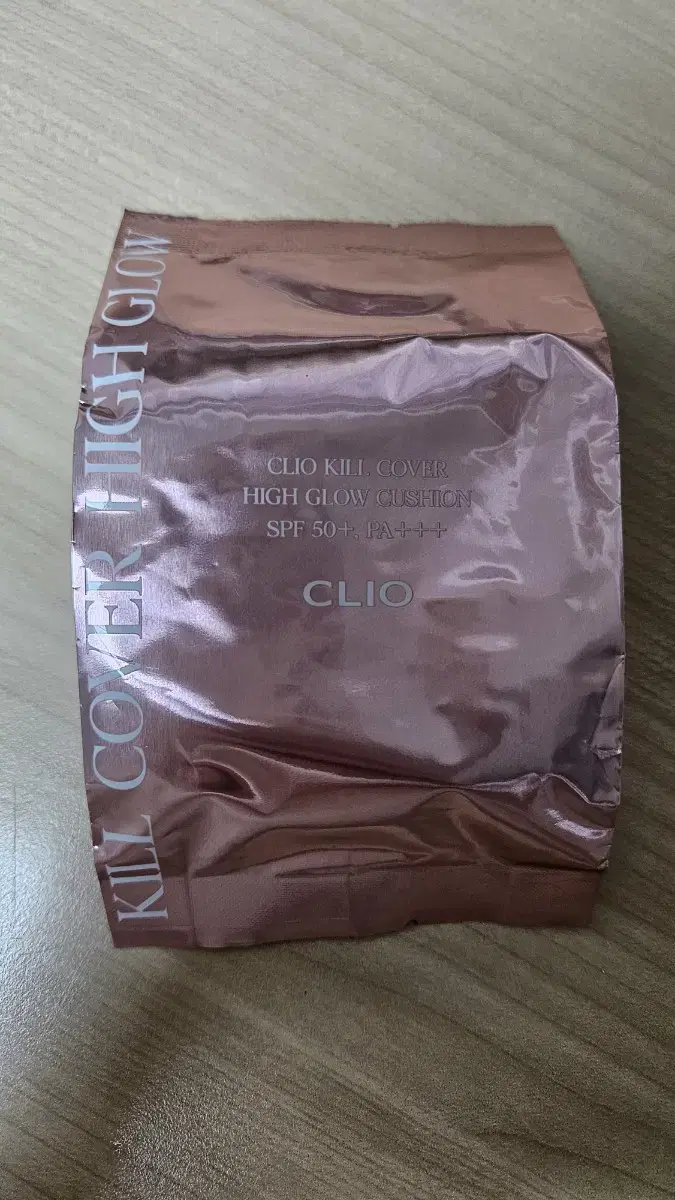 KILL COVER HIGH GLOW
CLIO KILL COVER
HIGH GLOW CUSHION
SPF 50+, PA+++
CLIO